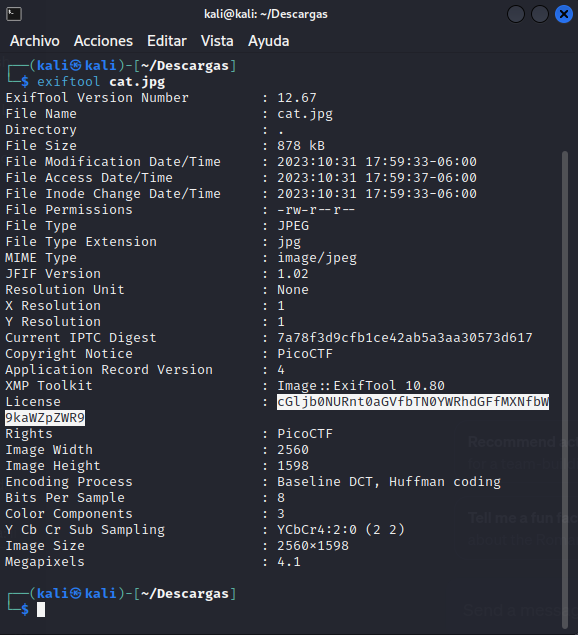 kali@kali: ~/Descargas
Archivo Acciones Editar Vista Ayuda
┌──(kali㉿kali)-[~/Descargas]
└─$ exiftool cat.jpg
ExifTool Version Number : 12.67
File Name : cat.jpg
Directory : .
File Size : 878 kB
File Modification Date/Time : 2023:10:31 17:59:33-06:00
File Access Date/Time : 2023:10:31 17:59:37-06:00
File Inode Change Date/Time : 2023:10:31 17:59:33-06:00
File Permissions : -rw-r--r--
File Type : JPEG
File Type Extension : jpg
MIME Type : image/jpeg
JFIF Version : 1.02
Resolution Unit : None
X Resolution : 1
Y Resolution : 1
Current IPTC Digest : 7a78f3d9cfb1ce42ab5a3aa30573d617
Copyright Notice : PicoCTF
Application Record Version : 4
XMP Toolkit : Image::ExifTool 10.80
License : cGljb0NURnt0aGVfbTN0YWRhdGFfMXNfbW
9kaWZpZWR9
Rights : PicoCTF
Image Width : 2560
Image Height : 1598
Encoding Process : Baseline DCT, Huffman coding
Bits Per Sample : 8
Color Components : 3
Y Cb Cr Sub Sampling : YCbCr4:2:0 (2 2)
Image Size : 2560×1598
Megapixels : 4.1
┌──(kali㉿kali)-[~/Descargas]
└─$
Recommend
Tell me a fun fac